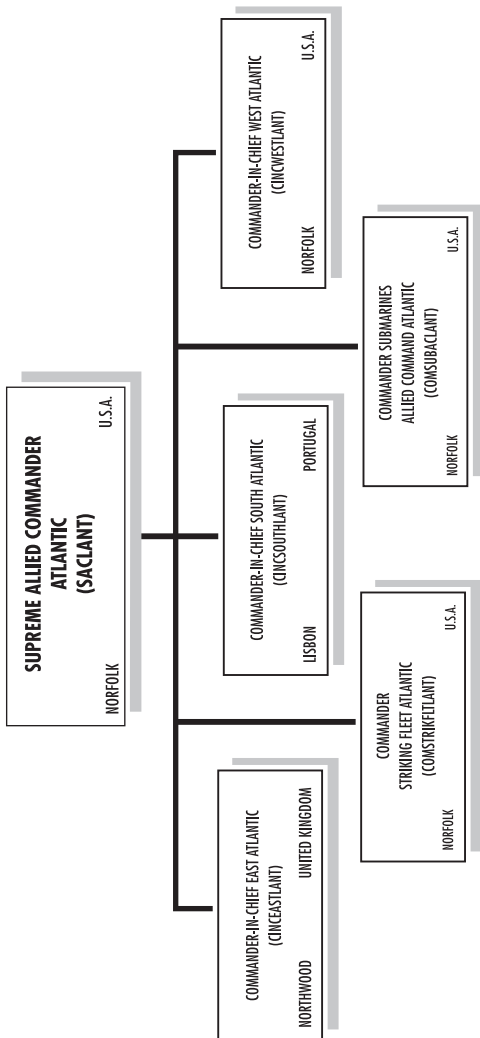 SUPREME ALLIED COMMANDER
ATLANTIC
(SACLANT)
NORFOLK U.S.A.
COMMANDER-IN-CHIEF EAST ATLANTIC
(CINCEASTLANT)
NORTHWOOD UNITED KINGDOM
COMMANDER-IN-CHIEF SOUTH ATLANTIC
(CINCSOUTHLANT)
LISBON PORTUGAL
COMMANDER-IN-CHIEF WEST ATLANTIC
(CINCWESTLANT)
NORFOLK U.S.A.
COMMANDER
STRIKING FLEET ATLANTIC
(COMSTRIKFLTLANT)
NORFOLK U.S.A.
COMMANDER SUBMARINES
ALLIED COMMAND ATLANTIC
(COMSUBACLANT)
NORFOLK U.S.A.